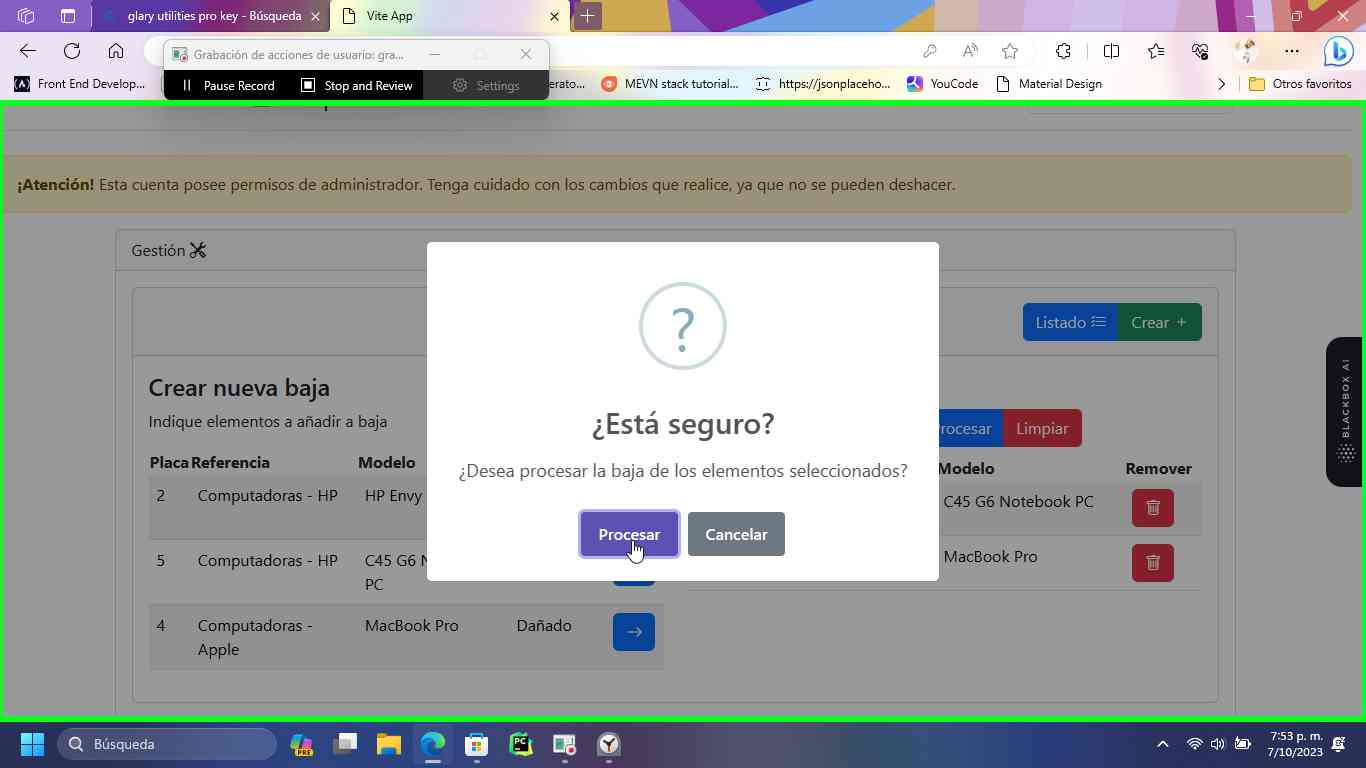 glary utilities pro key - Búsqueda
Vite App
Grabación de acciones de usuario: gra...
Pause Record
Stop and Review
Settings
Front End Develop...
erato...
MEVN stack tutorial...
https://jsonplaceho...
YouCode
Material Design
Otros favoritos
¡Atención! Esta cuenta posee permisos de administrador. Tenga cuidado con los cambios que realice, ya que no se pueden deshacer.
Gestión
Listado
Crear +
Crear nueva baja
Indique elementos a añadir a baja
Placa Referencia Modelo
2 Computadoras - HP HP Envy
5 Computadoras - HP C45 G6 N
PC
4 Computadoras - MacBook Pro Dañado
Apple
rocesar
Limpiar
Modelo Remover
C45 G6 Notebook PC
MacBook Pro
?
¿Está seguro?
¿Desea procesar la baja de los elementos seleccionados?
Procesar
Cancelar
BLACKBOX AI
Búsqueda
PRE
PC
7:53 p. m.
7/10/2023